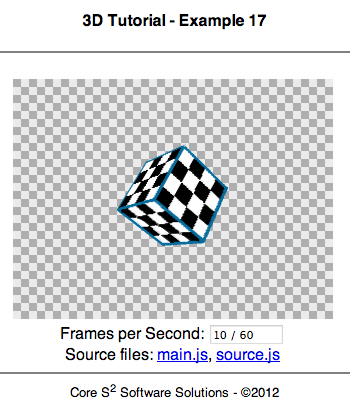 3D Tutorial - Example 17
Frames per Second: 10 / 60
Source files: main.js, source.js
Core S² Software Solutions - ©2012